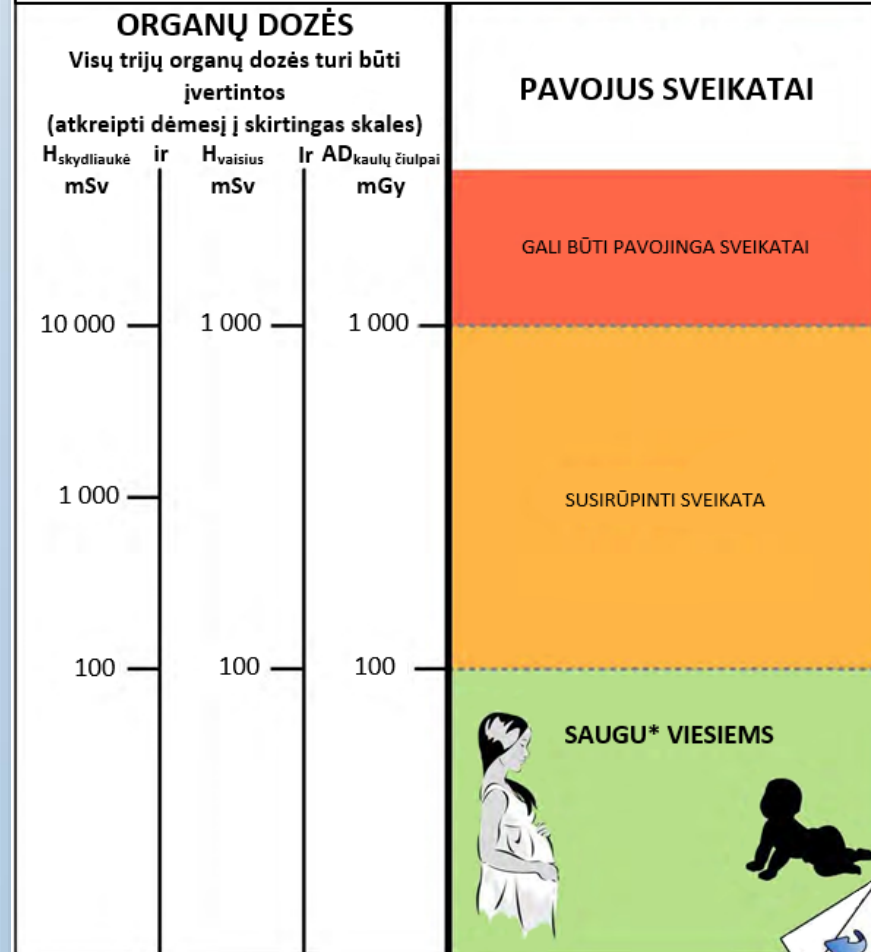 ORGANŲ DOZĖS
Visų trijų organų dozės turi būti
įvertintos
(atkreipti dėmesį į skirtingas skales)
Hskydliaukė ir Hvaisius Ir ADkaulų čiulpai
mSv mSv mGy
PAVOJUS SVEIKATAI
GALI BŪTI PAVOJINGA SVEIKATAI
10 000 1 000 1 000
1 000
SUSIRŪPINTI SVEIKATA
100 100 100
SAUGU* VIESIEMS